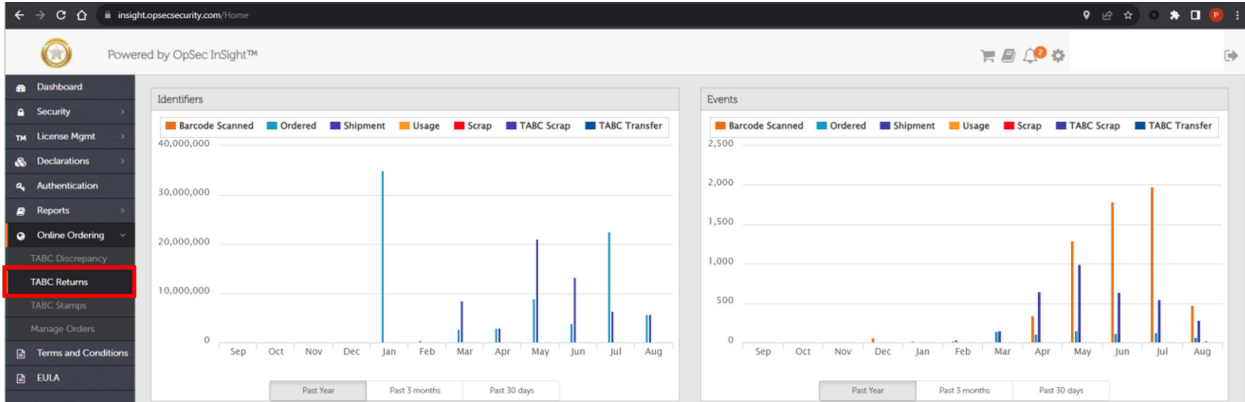 insight.opsecsecurity.com/Home
P
Powered by OpSec InSight™
2
Dashboard
Security
TM License Mgmt
Declarations
Authentication
Reports
Online Ordering
TABC Discrepancy
TABC Returns
TABC Stamps
Manage Orders
Terms and Conditions
EULA
Identifiers
Barcode Scanned Ordered Shipment Usage Scrap TABC Scrap TABC Transfer
40,000,000
30,000,000
20,000,000
10,000,000
0
Sep Oct Nov Dec Jan Feb Mar Apr May Jun Jul Aug
Past Year Past 3 months Past 30 days
Events
Barcode Scanned Ordered Shipment Usage Scrap TABC Scrap TABC Transfer
2,500
2,000
1,500
1,000
500
0
Sep Oct Nov Dec Jan Feb Mar Apr May Jun Jul Aug
Past Year Past 3 months Past 30 days